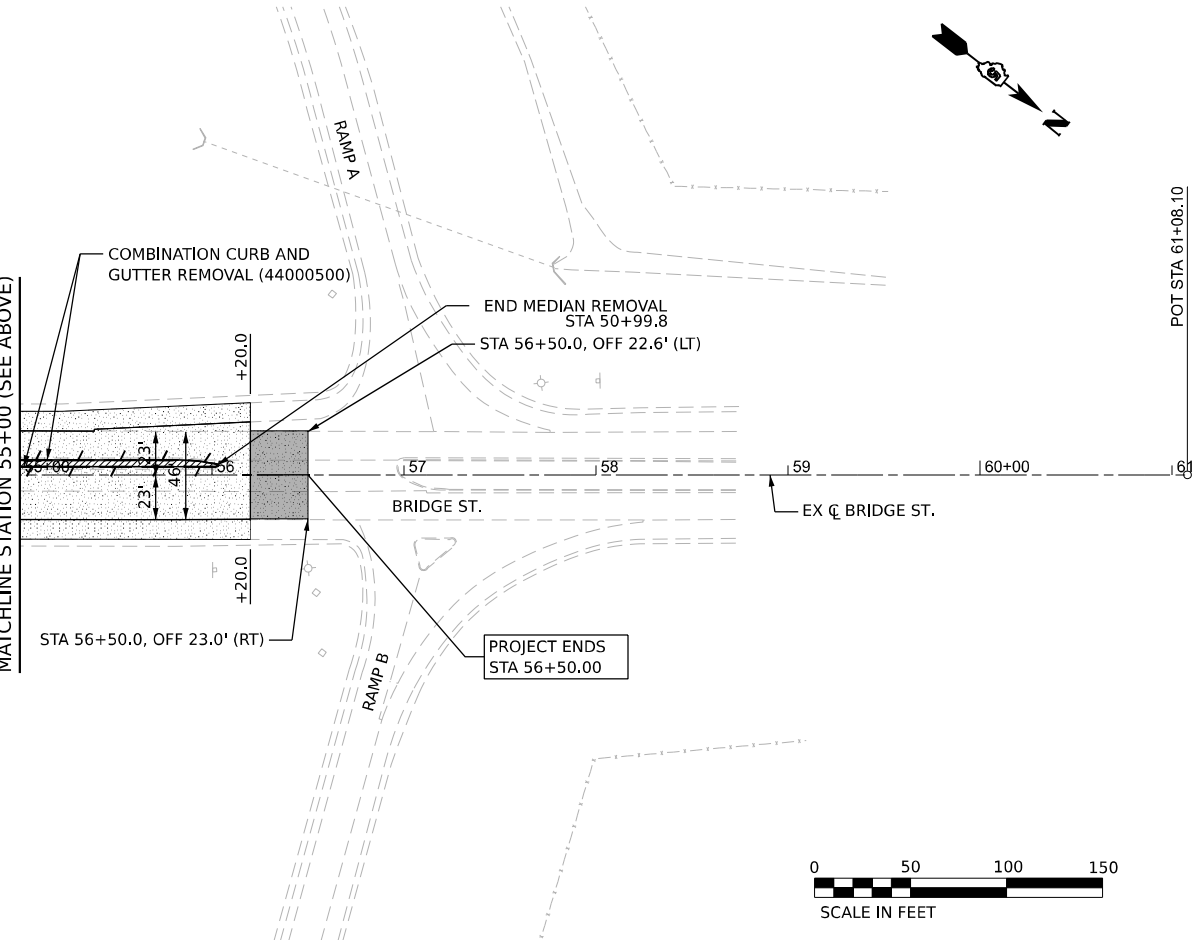 RAMP A
POT STA 61+08.10
COMBINATION CURB AND
GUTTER REMOVAL (44000500)
MATCHLINE STATION 55+00 (SEE ABOVE)
END MEDIAN REMOVAL
STA 50+99.8
STA 56+50.0, OFF 22.6' (LT)
+20.0
23'
46'
23'
55+00
56
57
58
59
60+00
61
BRIDGE ST.
EX ℄ BRIDGE ST.
+20.0
STA 56+50.0, OFF 23.0' (RT)
PROJECT ENDS
STA 56+50.00
RAMP B
N
0 50 100 150
SCALE IN FEET